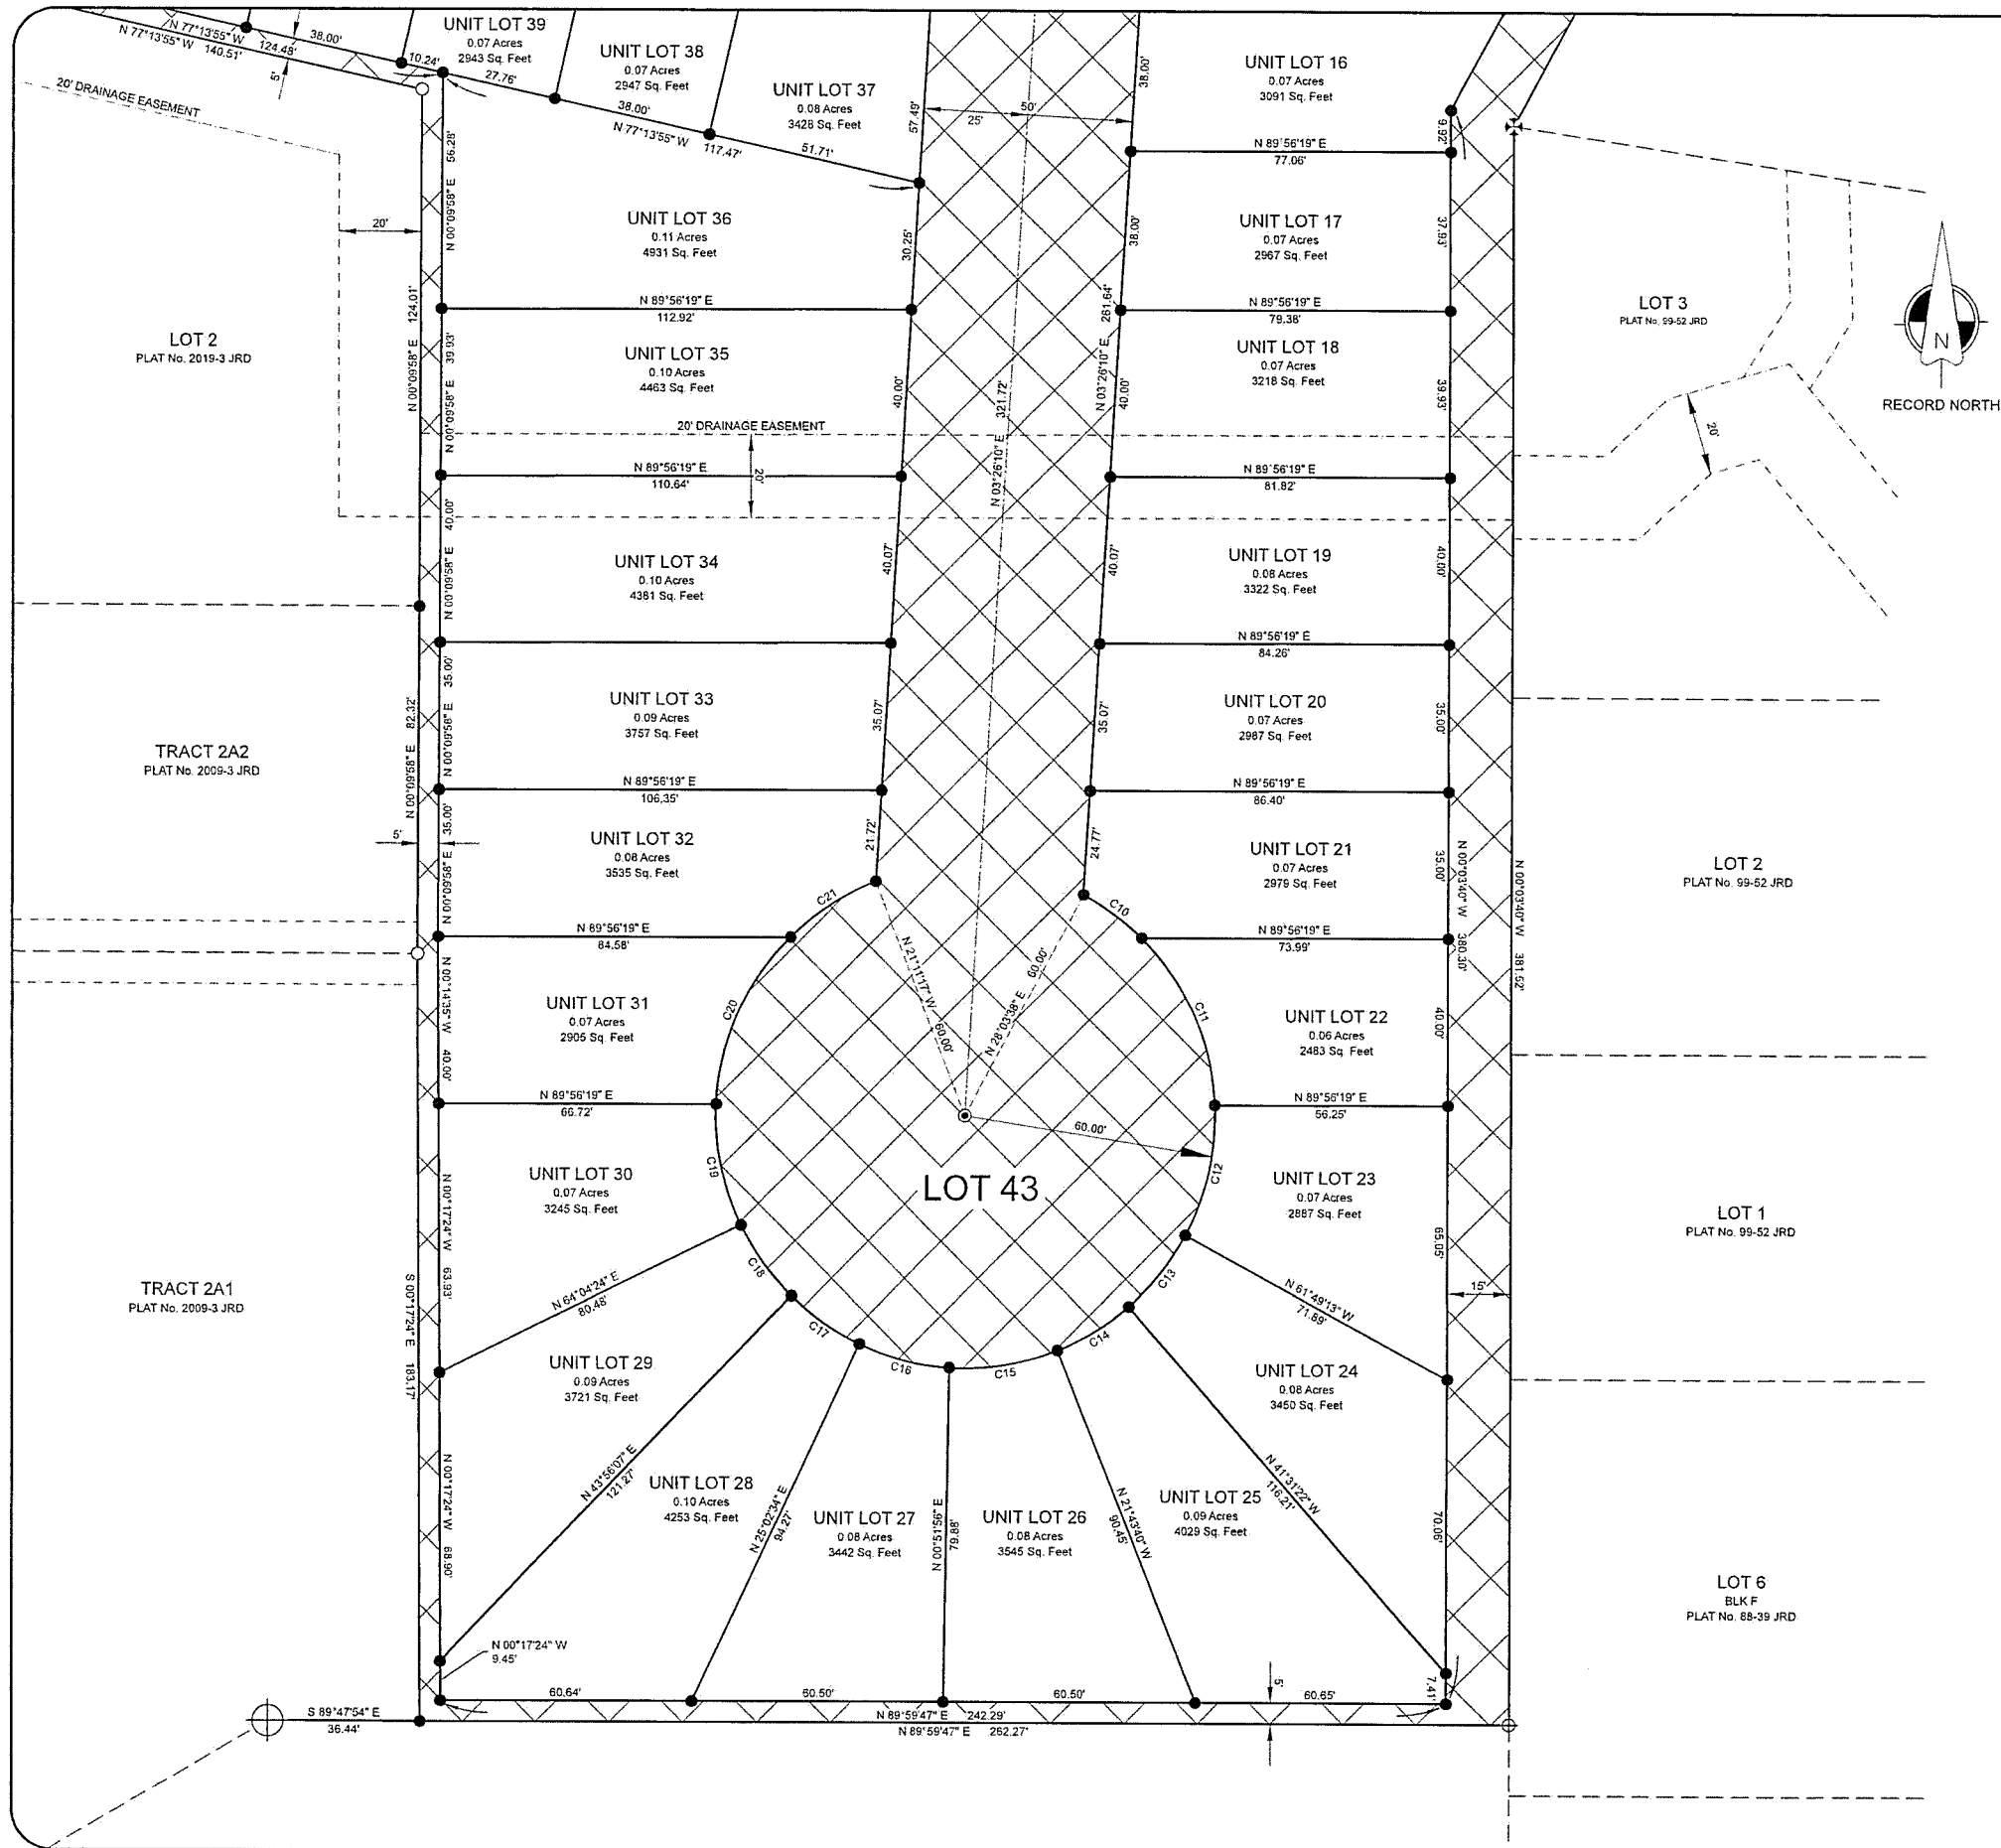 N 77°13'55" W 124.48'
N 77°13'55" W 140.51'
38.00'
5'
10.24'
27.76'
20' DRAINAGE EASEMENT
UNIT LOT 39
0.07 Acres
2943 Sq. Feet
UNIT LOT 38
0.07 Acres
2947 Sq. Feet
38.00'
N 77°13'55" W 117.47'
UNIT LOT 37
0.08 Acres
3428 Sq. Feet
51.71'
57.49'
50'
25'
38.00'
UNIT LOT 16
0.07 Acres
3091 Sq. Feet
9.92'
N 89°56'19" E
77.06'
N 00°09'58" E 56.28'
20'
UNIT LOT 36
0.11 Acres
4931 Sq. Feet
30.25'
38.00'
UNIT LOT 17
0.07 Acres
2967 Sq. Feet
37.93'
N 89°56'19" E
112.92'
N 89°56'19" E
79.38'
LOT 3
PLAT No. 99-52 JRD
N
RECORD NORTH
20'
LOT 2
PLAT No. 2019-3 JRD
N 00°09'58" E 124.01'
N 00°09'58" E 39.93'
UNIT LOT 35
0.10 Acres
4463 Sq. Feet
40.00'
N 03°26'10" E 321.72'
N 03°26'10" E 261.64'
40.00'
UNIT LOT 18
0.07 Acres
3218 Sq. Feet
39.93'
20' DRAINAGE EASEMENT
20'
N 89°56'19" E
110.64'
N 89°56'19" E
81.82'
N 00°09'58" E 40.00'
UNIT LOT 34
0.10 Acres
4381 Sq. Feet
40.07'
40.07'
UNIT LOT 19
0.08 Acres
3322 Sq. Feet
40.00'
N 89°56'19" E
84.26'
TRACT 2A2
PLAT No. 2009-3 JRD
N 00°09'58" E 82.32'
N 00°09'58" E 35.00'
UNIT LOT 33
0.09 Acres
3757 Sq. Feet
35.07'
35.07'
UNIT LOT 20
0.07 Acres
2987 Sq. Feet
35.00'
N 89°56'19" E
106.35'
N 89°56'19" E
86.40'
5'
N 00°09'58" E 35.00'
UNIT LOT 32
0.08 Acres
3535 Sq. Feet
21.72'
24.77'
UNIT LOT 21
0.07 Acres
2979 Sq. Feet
35.00'
N 00°03'40" W 380.30'
N 00°03'40" W 381.52'
LOT 2
PLAT No. 99-52 JRD
C21
C10
N 89°56'19" E
84.58'
N 89°56'19" E
73.99'
N 00°14'35" W 40.00'
UNIT LOT 31
0.07 Acres
2905 Sq. Feet
C20
N 21°11'17" W 60.00'
N 28°03'38" E 60.00'
C11
UNIT LOT 22
0.06 Acres
2483 Sq. Feet
40.00'
N 89°56'19" E
66.72'
N 89°56'19" E
56.25'
60.00'
LOT 43
C19
C12
UNIT LOT 30
0.07 Acres
3245 Sq. Feet
N 00°17'24" W 63.93'
UNIT LOT 23
0.07 Acres
2887 Sq. Feet
65.05'
15'
LOT 1
PLAT No. 99-52 JRD
TRACT 2A1
PLAT No. 2009-3 JRD
S 00°17'24" E 183.17'
N 64°04'24" E
80.48'
C18
C17
C16
C15
C14
C13
N 61°49'13" W
71.89'
UNIT LOT 29
0.09 Acres
3721 Sq. Feet
UNIT LOT 24
0.08 Acres
3450 Sq. Feet
N 00°17'24" W 68.90'
N 43°56'07" E
121.27'
UNIT LOT 28
0.10 Acres
4253 Sq. Feet
N 25°02'34" E
94.27'
UNIT LOT 27
0.08 Acres
3442 Sq. Feet
N 00°51'56" E
79.88'
UNIT LOT 26
0.08 Acres
3545 Sq. Feet
N 21°43'40" W
90.45'
UNIT LOT 25
0.09 Acres
4029 Sq. Feet
N 41°31'22" W
116.21'
70.06'
LOT 6
BLK F
PLAT No. 88-39 JRD
N 00°17'24" W
9.45'
60.64'
60.50'
60.50'
5'
60.65'
7.41'
S 89°47'54" E
36.44'
N 89°59'47" E 242.29'
N 89°59'47" E 262.27'